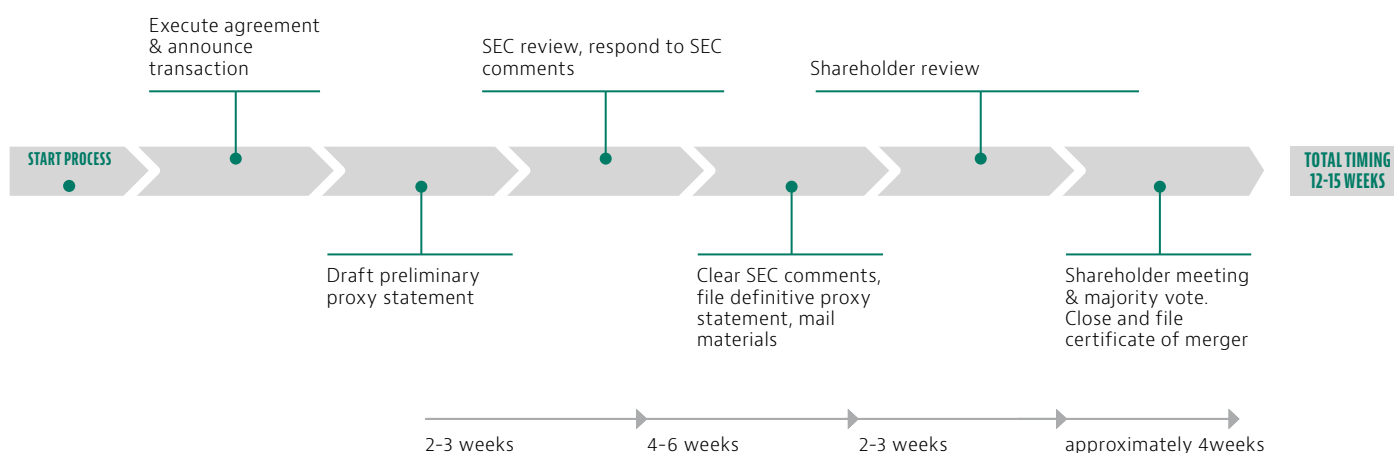 Execute agreement
& announce
transaction
SEC review, respond to SEC
comments
Shareholder review
START PROCESS
TOTAL TIMING
12-15 WEEKS
Draft preliminary
proxy statement
Clear SEC comments,
file definitive proxy
statement, mail
materials
Shareholder meeting
& majority vote.
Close and file
certificate of merger
2-3 weeks
4-6 weeks
2-3 weeks
approximately 4weeks